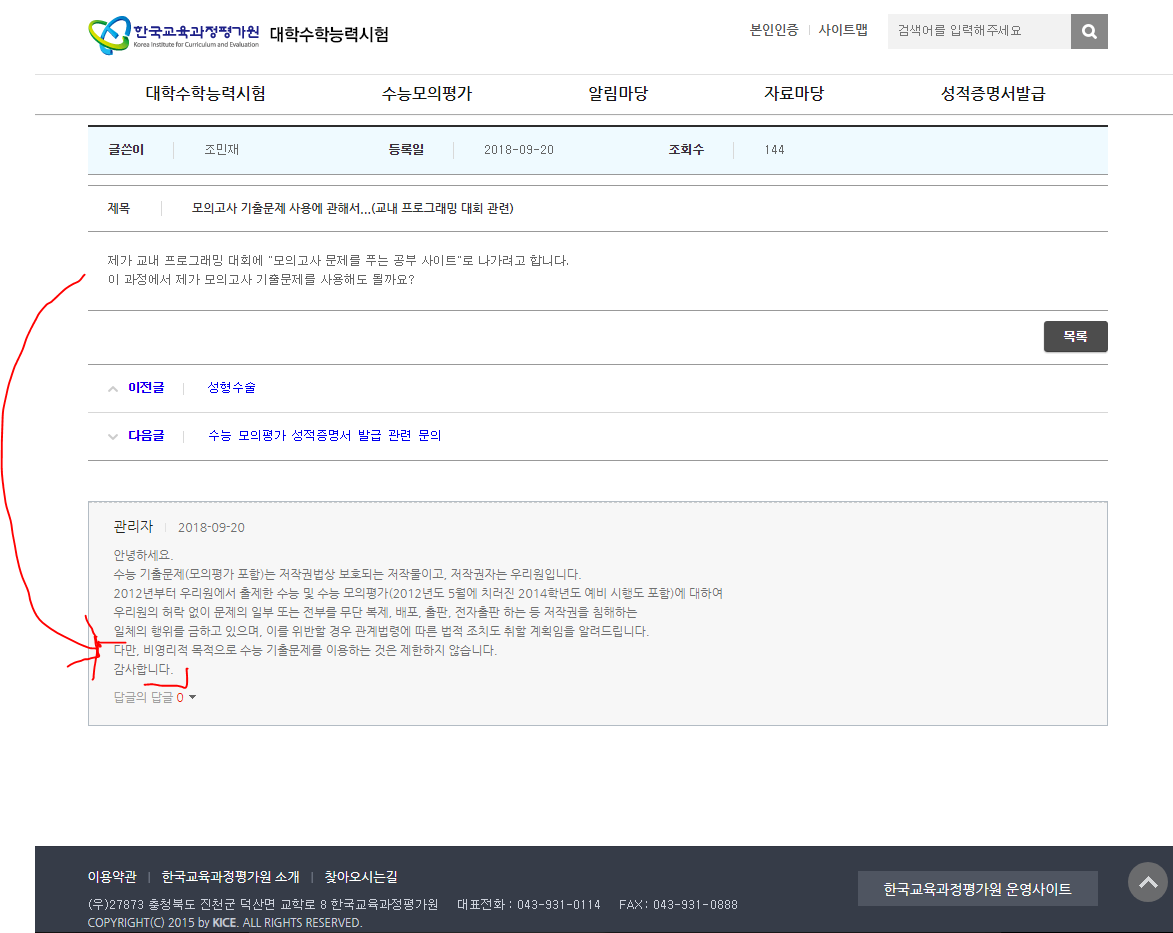 한국교육과정평가원 대학수학능력시험
Korea Institute for Curriculum and Evaluation
본인인증 사이트맵 검색어를 입력해주세요
대학수학능력시험 수능모의평가 알림마당 자료마당 성적증명서발급
글쓴이 조민재 등록일 2018-09-20 조회수 144
제목 모의고사 기출문제 사용에 관해서...(교내 프로그래밍 대회 관련)
제가 교내 프로그래밍 대회에 "모의고사 문제를 푸는 공부 사이트"로 나가려고 합니다.
이 과정에서 제가 모의고사 기출문제를 사용해도 될까요?
목록
이전글 성형수술
다음글 수능 모의평가 성적증명서 발급 관련 문의
관리자 2018-09-20
안녕하세요.
수능 기출문제(모의평가 포함)는 저작권법상 보호되는 저작물이고, 저작권자는 우리원입니다.
2012년부터 우리원에서 출제한 수능 및 수능 모의평가(2012년도 5월에 치러진 2014학년도 예비 시행도 포함)에 대하여
우리원의 허락 없이 문제의 일부 또는 전부를 무단 복제, 배포, 출판, 전자출판 하는 등 저작권을 침해하는
일체의 행위를 금하고 있으며, 이를 위반할 경우 관계법령에 따른 법적 조치도 취할 계획임을 알려드립니다.
다만, 비영리적 목적으로 수능 기출문제를 이용하는 것은 제한하지 않습니다.
감사합니다.
답글의 답글 0
이용약관 한국교육과정평가원 소개 찾아오시는길
(우)27873 충청북도 진천군 덕산면 교학로 8 한국교육과정평가원 대표전화 : 043-931-0114 FAX: 043-931-0888
COPYRIGHT(C) 2015 by KICE. ALL RIGHTS RESERVED.
한국교육과정평가원 운영사이트